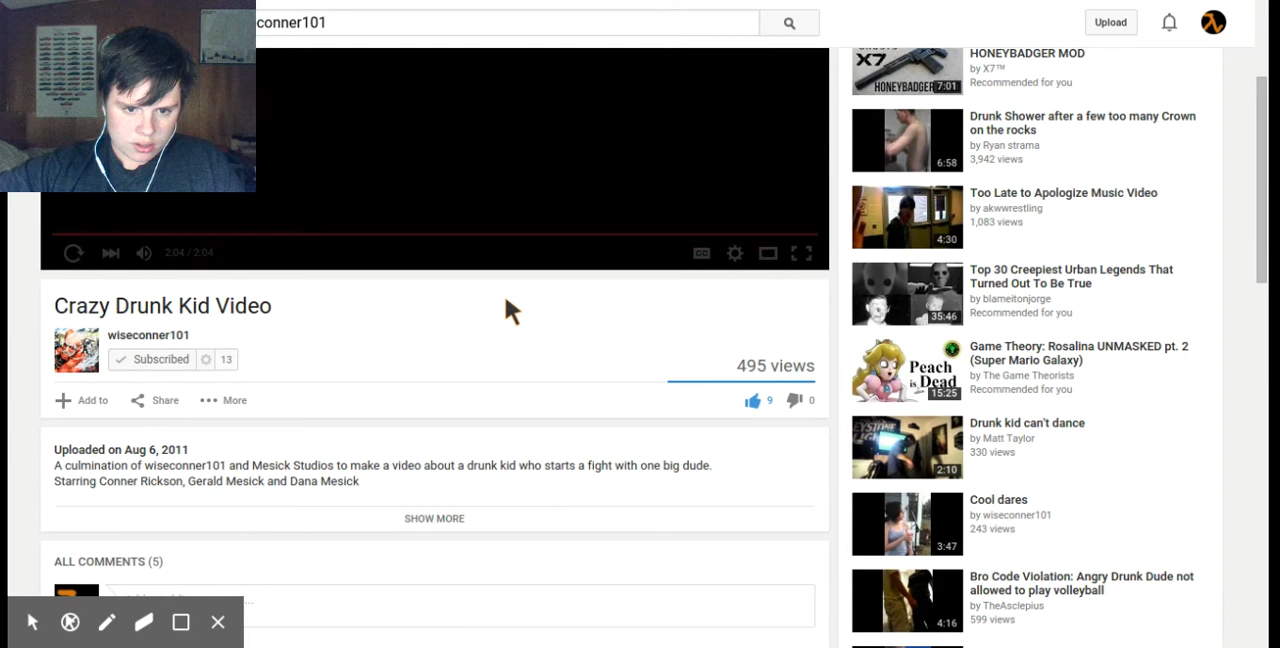 conner101
Upload
X7
HONEYBADGER
7:01
HONEYBADGER MOD
by X7™
Recommended for you
6:58
Drunk Shower after a few too many Crown
on the rocks
by Ryan strama
3,942 views
4:30
Too Late to Apologize Music Video
by akwwrestling
1,083 views
35:46
Top 30 Creepiest Urban Legends That
Turned Out To Be True
by blameitonjorge
Recommended for you
Peach
is Dead
15:25
Game Theory: Rosalina UNMASKED pt. 2
(Super Mario Galaxy)
by The Game Theorists
Recommended for you
2:10
Drunk kid can't dance
by Matt Taylor
330 views
3:47
Cool dares
by wiseconner101
243 views
4:16
Bro Code Violation: Angry Drunk Dude not
allowed to play volleyball
by TheAsclepius
599 views
2:04 / 2:04
CC
Crazy Drunk Kid Video
wiseconner101
Subscribed 13
495 views
Add to Share More
9 0
Uploaded on Aug 6, 2011
A culmination of wiseconner101 and Mesick Studios to make a video about a drunk kid who starts a fight with one big dude.
Starring Conner Rickson, Gerald Mesick and Dana Mesick
SHOW MORE
ALL COMMENTS (5)